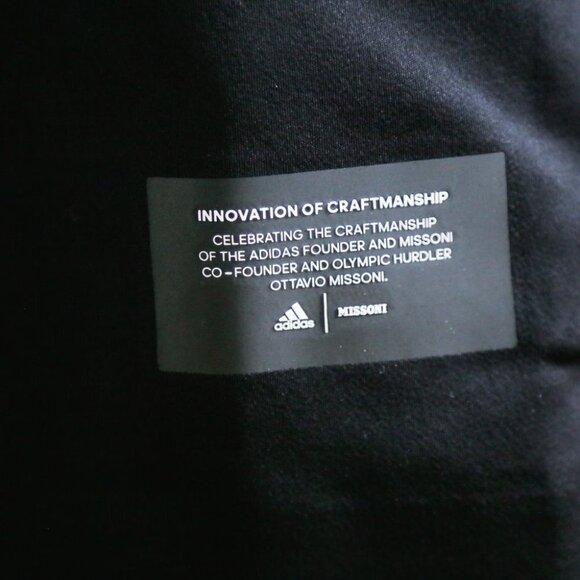 INNOVATION OF CRAFTMANSHIP
CELEBRATING THE CRAFTMANSHIP
OF THE ADIDAS FOUNDER AND MISSONI
CO-FOUNDER AND OLYMPIC HURDLER
OTTAVIO MISSONI.
adidas | MISSONI